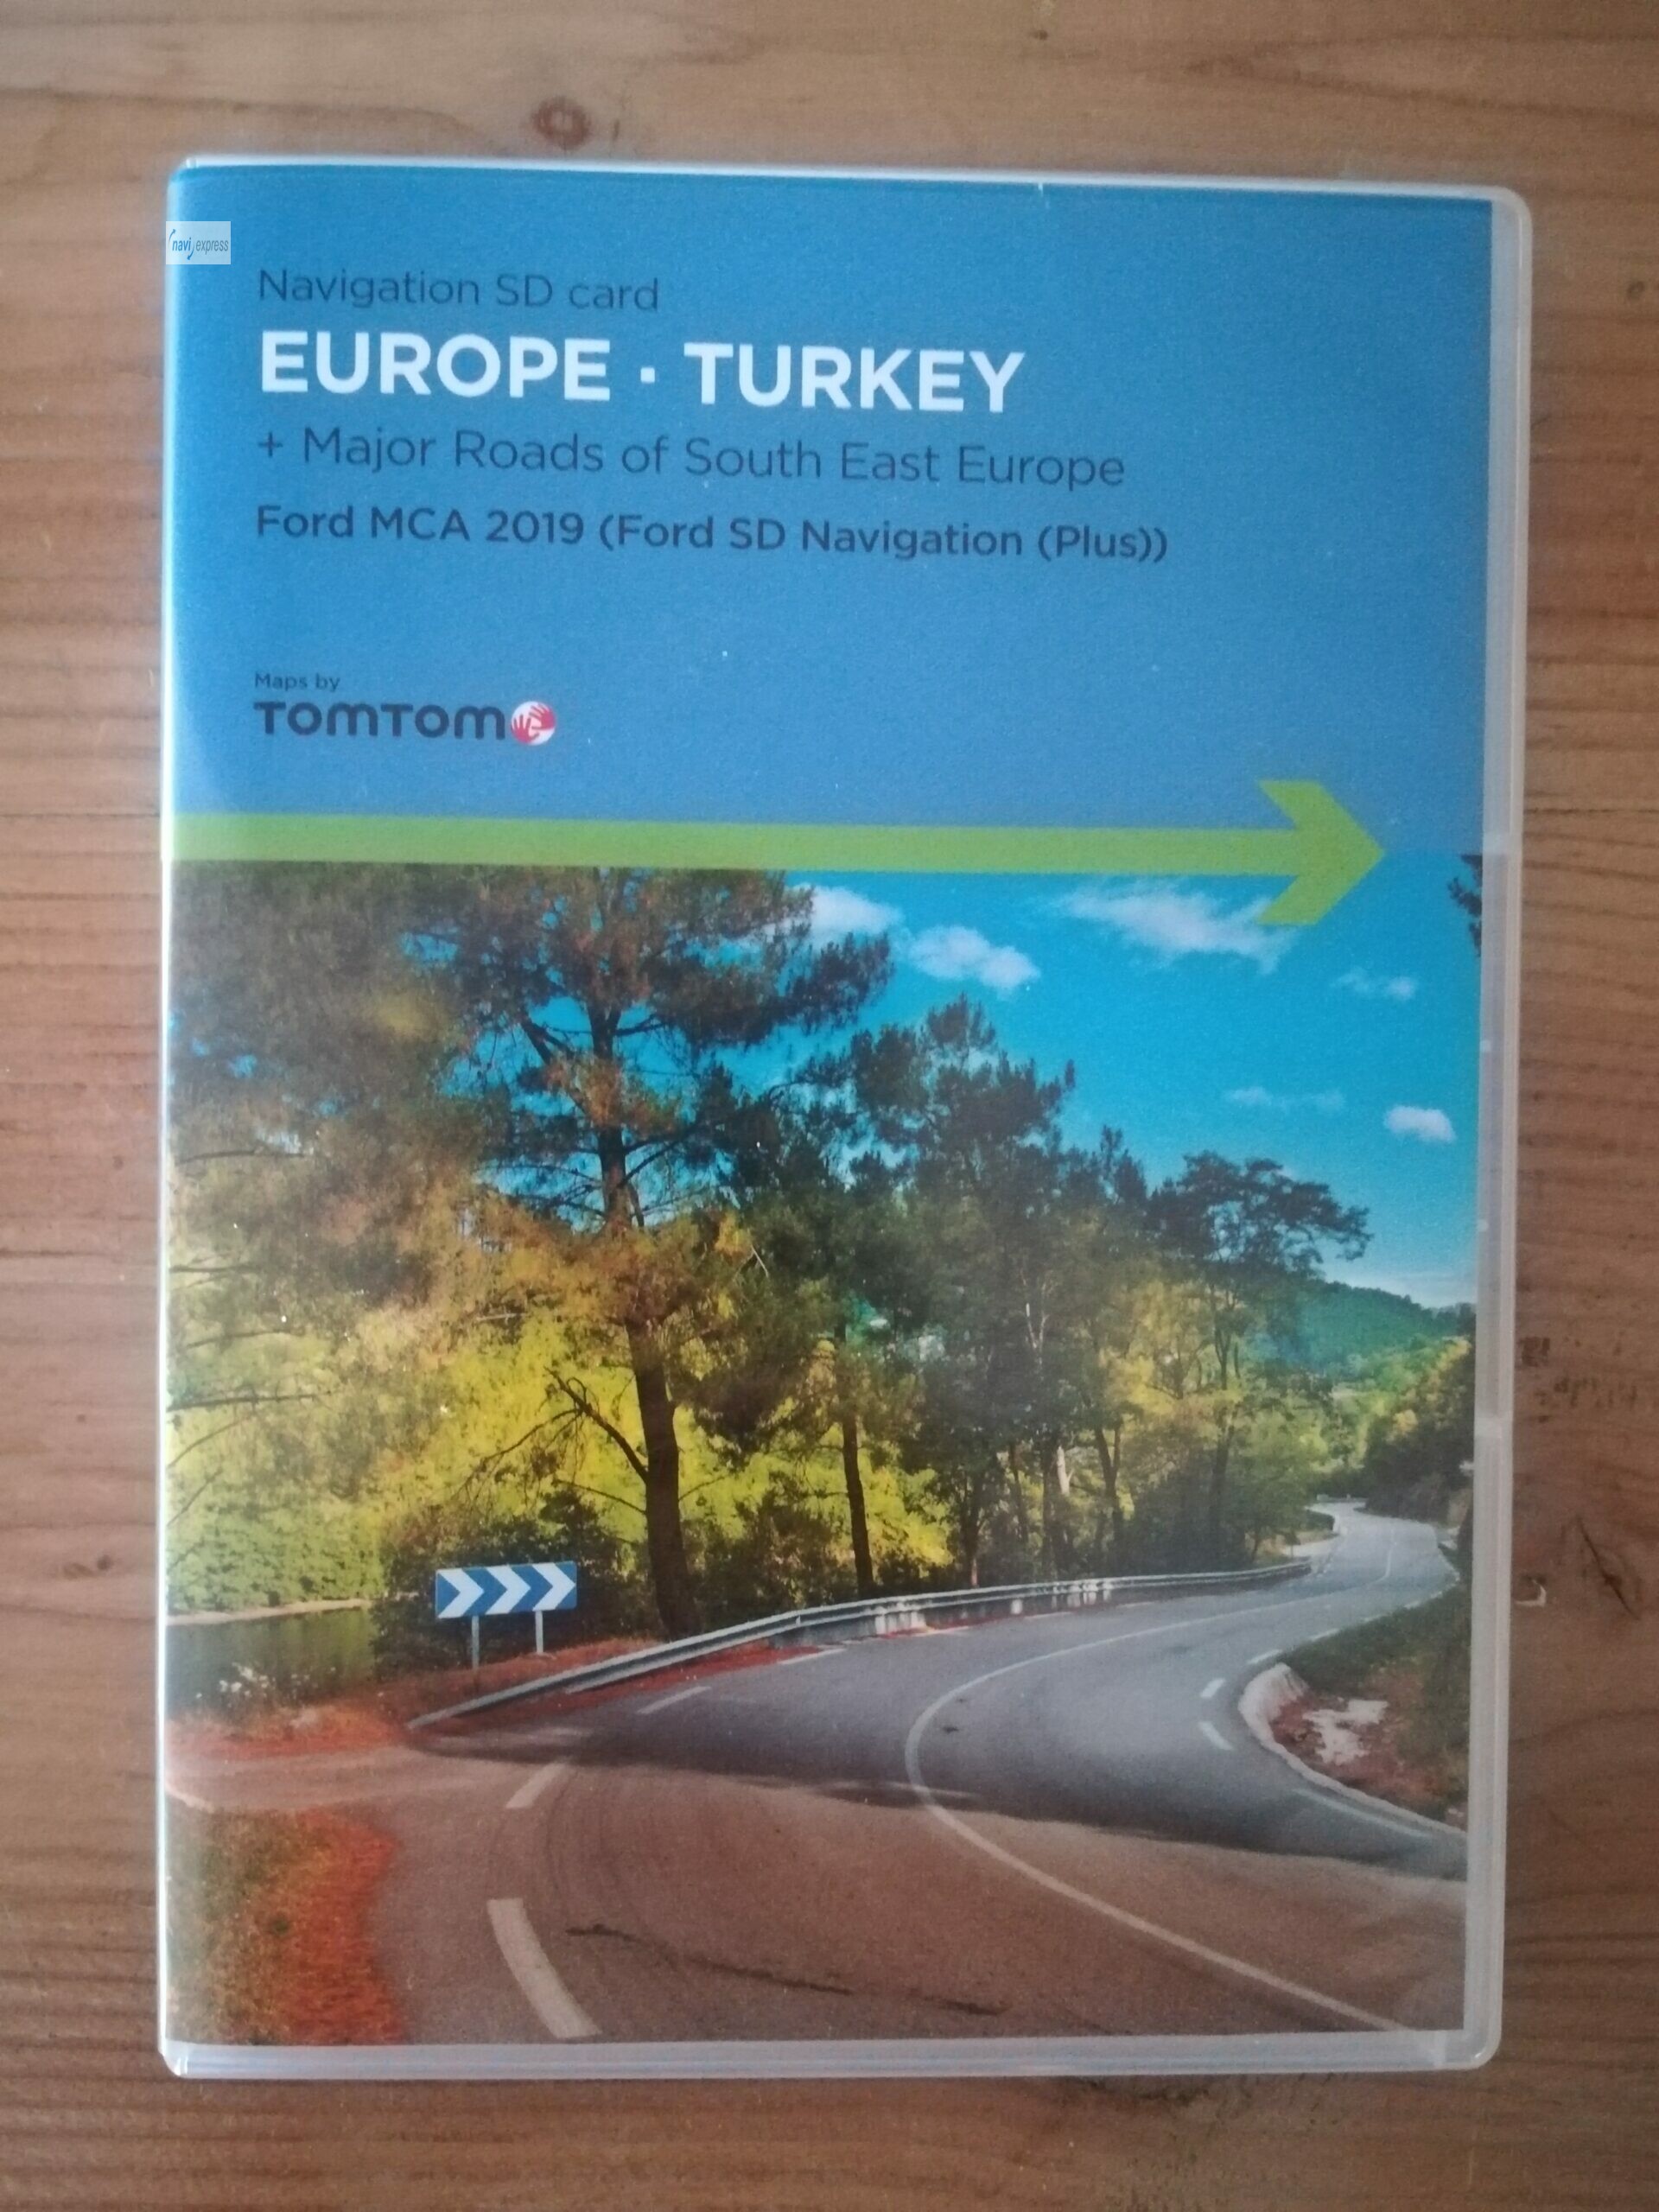 navi express
Navigation SD card
EUROPE · TURKEY
+ Major Roads of South East Europe
Ford MCA 2019 (Ford SD Navigation (Plus))
Maps by
TOMTOM